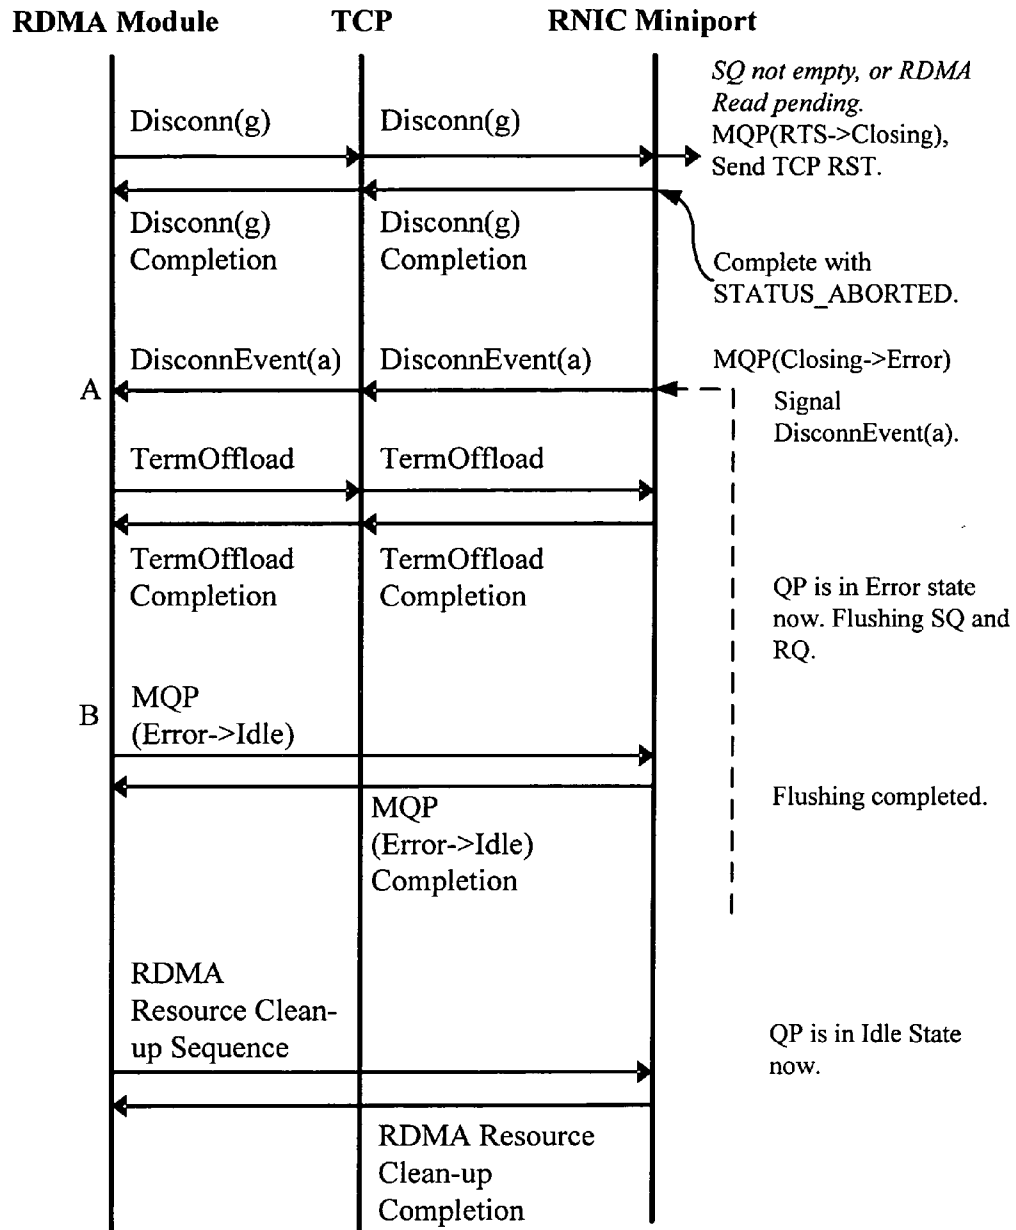 RDMA Module TCP RNIC Miniport
SQ not empty, or RDMA
Read pending.
MQP(RTS->Closing),
Send TCP RST.
Disconn(g) Disconn(g)
Disconn(g) Disconn(g)
Completion Completion
Complete with
STATUS_ABORTED.
DisconnEvent(a) DisconnEvent(a) MQP(Closing->Error)
A
Signal
DisconnEvent(a).
TermOffload TermOffload
TermOffload TermOffload
Completion Completion
QP is in Error state
now. Flushing SQ and
RQ.
B
MQP
(Error->Idle)
Flushing completed.
MQP
(Error->Idle)
Completion
RDMA
Resource Clean-
up Sequence
QP is in Idle State
now.
RDMA Resource
Clean-up
Completion